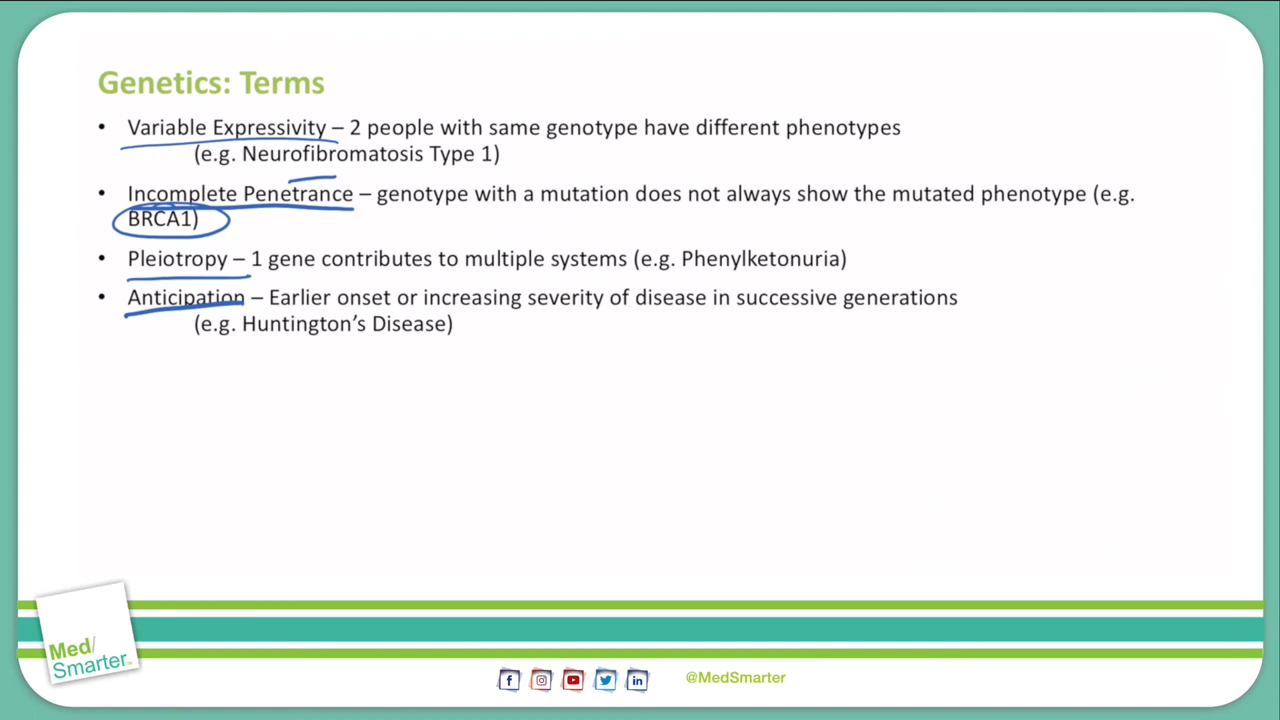 Genetics: Terms
• Variable Expressivity – 2 people with same genotype have different phenotypes
(e.g. Neurofibromatosis Type 1)
• Incomplete Penetrance – genotype with a mutation does not always show the mutated phenotype (e.g.
BRCA1)
• Pleiotropy – 1 gene contributes to multiple systems (e.g. Phenylketonuria)
• Anticipation – Earlier onset or increasing severity of disease in successive generations
(e.g. Huntington’s Disease)
Med/
Smarter™
@MedSmarter